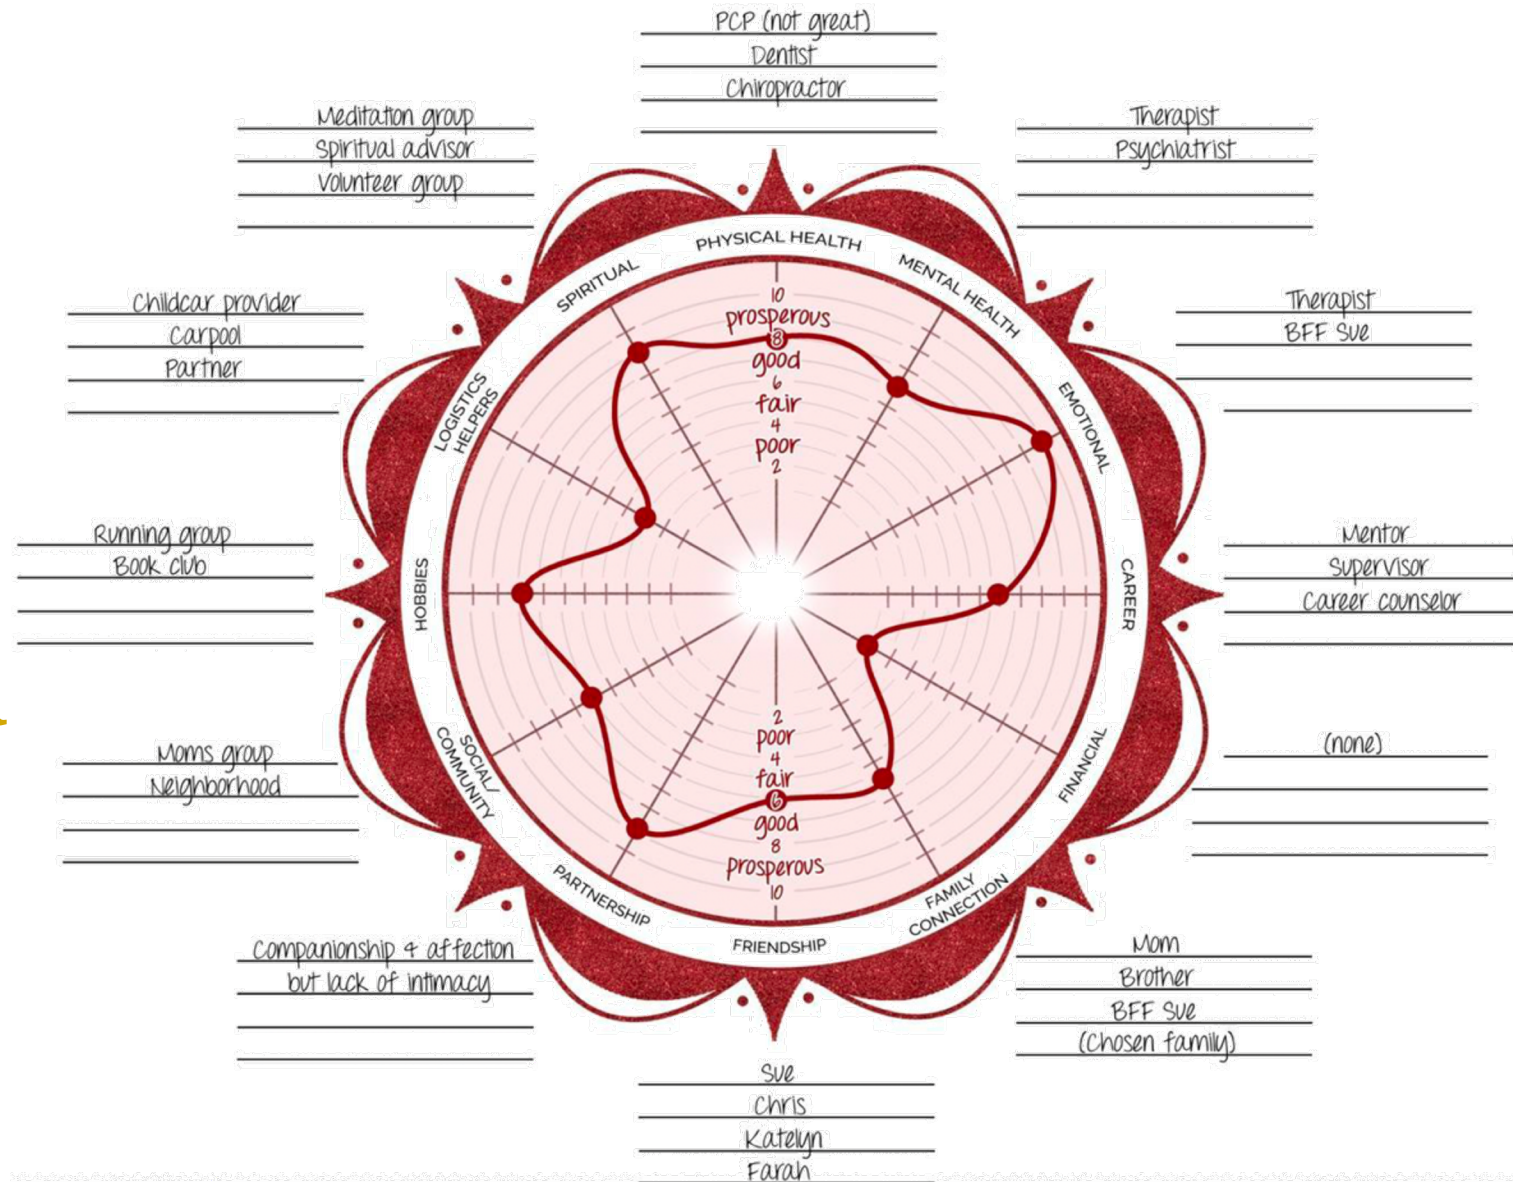 PCP (not great)
Dentist
Chiropractor
Meditation group
Spiritual advisor
Volunteer group
Therapist
Psychiatrist
Childcar provider
Carpool
Partner
Therapist
BFF Sue
Running group
Book club
Mentor
Supervisor
Career counselor
Moms group
Neighborhood
(none)
Companionship & affection
but lack of intimacy
Mom
Brother
BFF Sue
(Chosen family)
Sue
Chris
Katelyn
Farah
PHYSICAL HEALTH
MENTAL HEALTH
EMOTIONAL
CAREER
FINANCIAL
FAMILY
CONNECTION
FRIENDSHIP
PARTNERSHIP
SOCIAL/
COMMUNITY
HOBBIES
LOGISTICS
HELPERS
SPIRITUAL
10
prosperous
8
good
6
fair
4
poor
2
2
poor
4
fair
6
good
8
prosperous
10